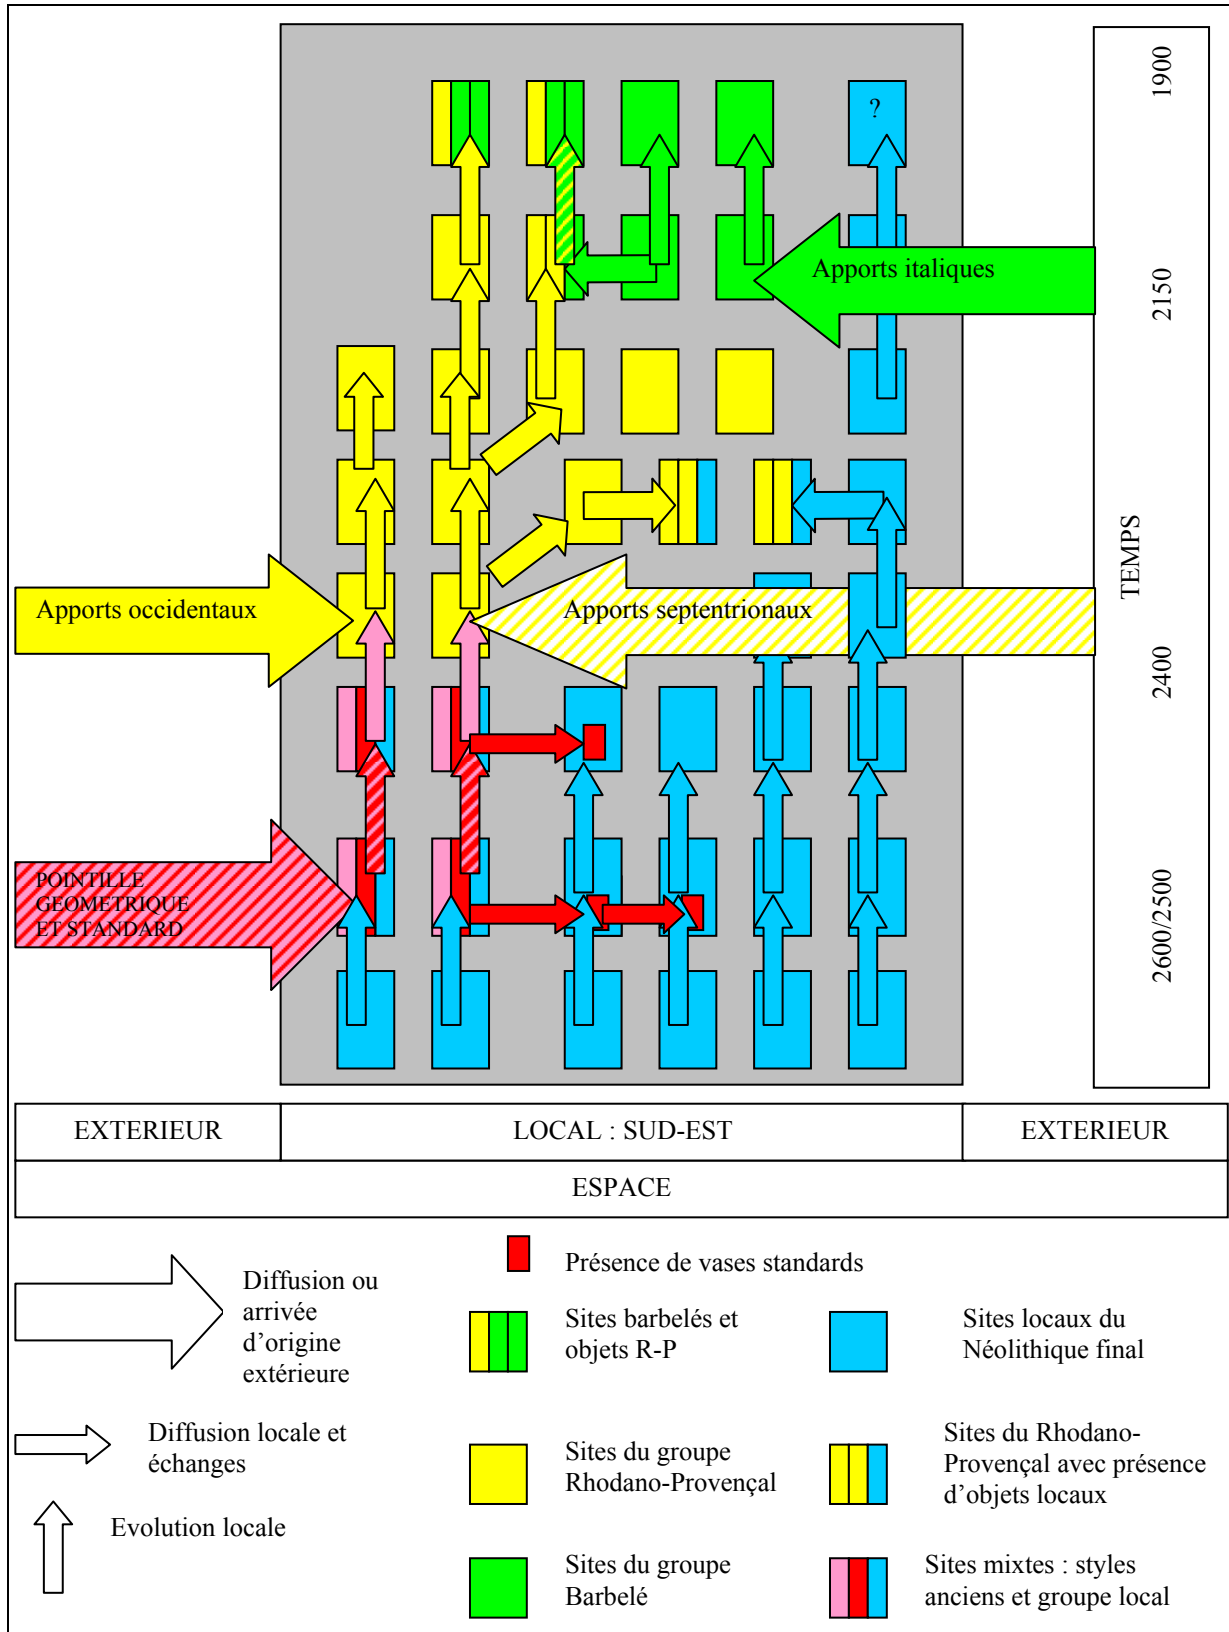 1900
?
Apports italiques
2150
TEMPS
Apports occidentaux
Apports septentrionaux
2400
POINTILLE
GEOMETRIQUE
ET STANDARD
2600/2500
EXTERIEUR
LOCAL : SUD-EST
EXTERIEUR
ESPACE
Diffusion ou
arrivée
d’origine
extérieure
Diffusion locale et
échanges
Evolution locale
Présence de vases standards
Sites barbelés et
objets R-P
Sites locaux du
Néolithique final
Sites du groupe
Rhodano-Provençal
Sites du Rhodano-
Provençal avec présence
d’objets locaux
Sites du groupe
Barbelé
Sites mixtes : styles
anciens et groupe local